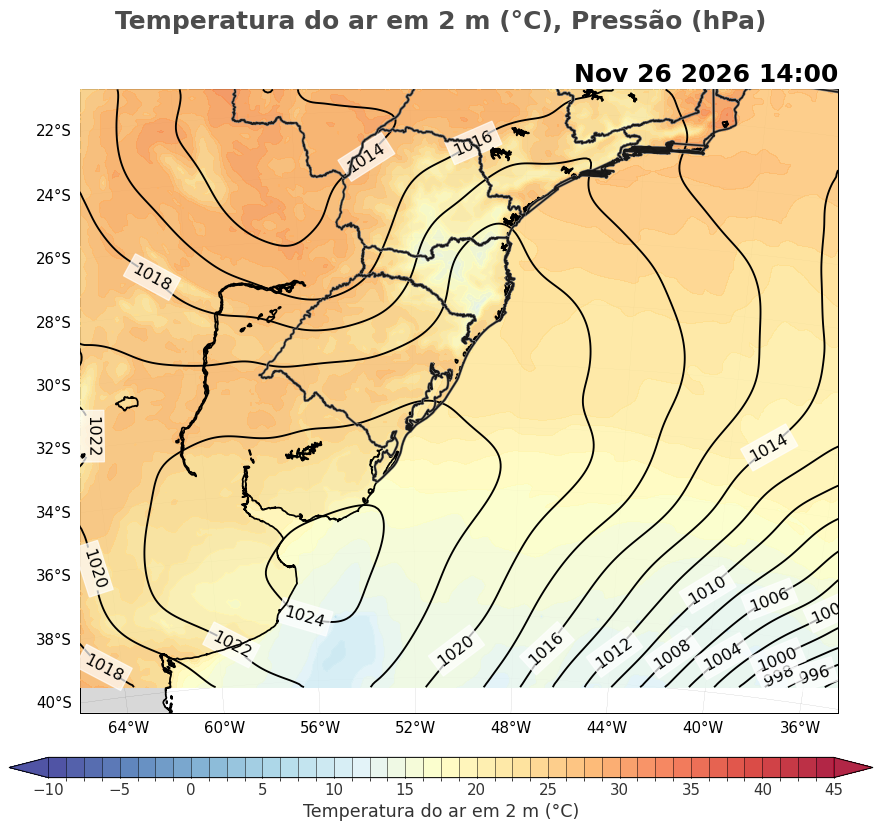 Temperatura do ar em 2 m (°C), Pressão (hPa)
Nov 26 2026 14:00
22°S
24°S
26°S
28°S
30°S
32°S
34°S
36°S
38°S
40°S
1014
1016
1018
1022
1014
1020
1010
1006
100
1024
1022
1018
1020
1016
1012
1008
1004
1000
998
996
64°W
60°W
56°W
52°W
48°W
44°W
40°W
36°W
−10
−5
0
5
10
15
20
25
30
35
40
45
Temperatura do ar em 2 m (°C)